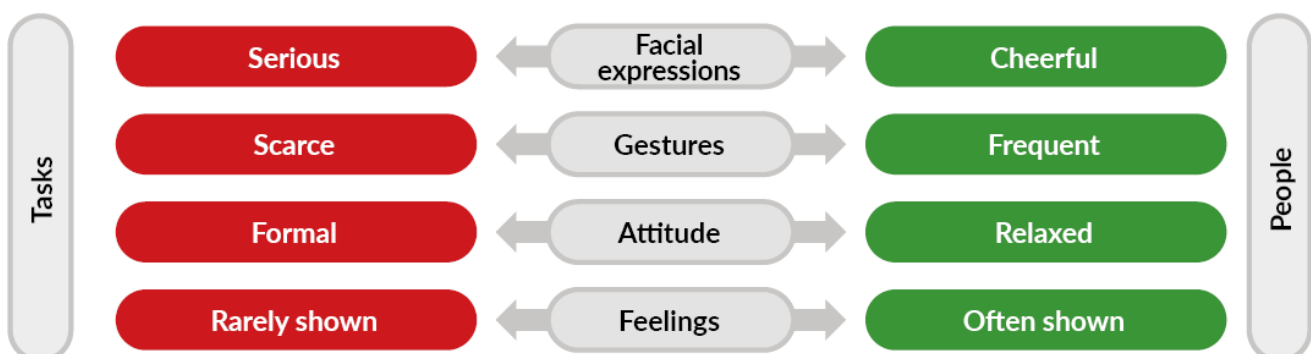 Tasks
Serious
Facial
expressions
Cheerful
Scarce
Gestures
Frequent
Formal
Attitude
Relaxed
Rarely shown
Feelings
Often shown
People